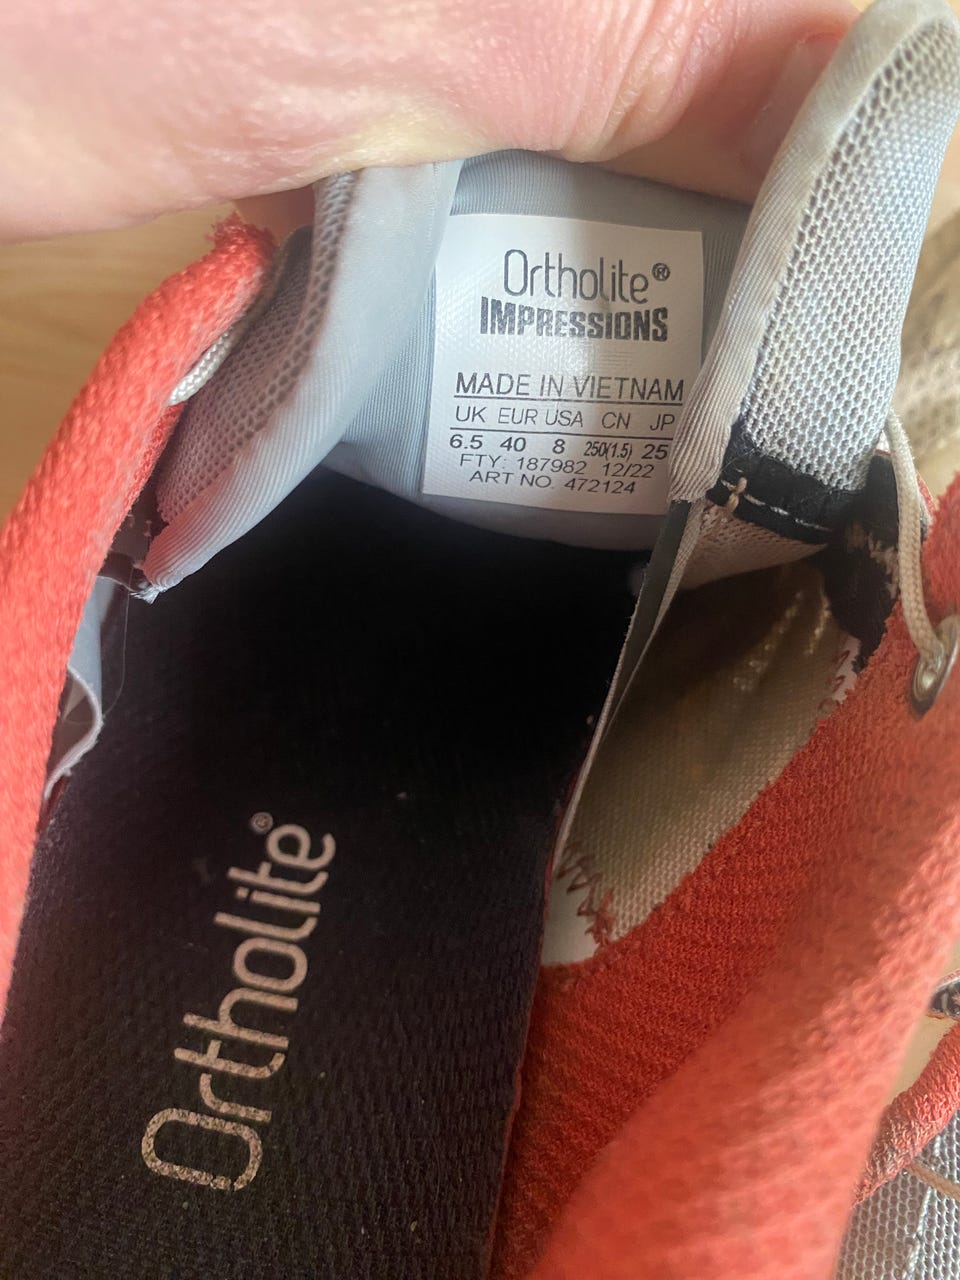 Ortholite®
IMPRESSIONS
MADE IN VIETNAM
UK EUR USA CN JP
6.5 40 8 250(1.5) 25
FTY: 187982 12/22
ART NO. 472124
Ortholite®